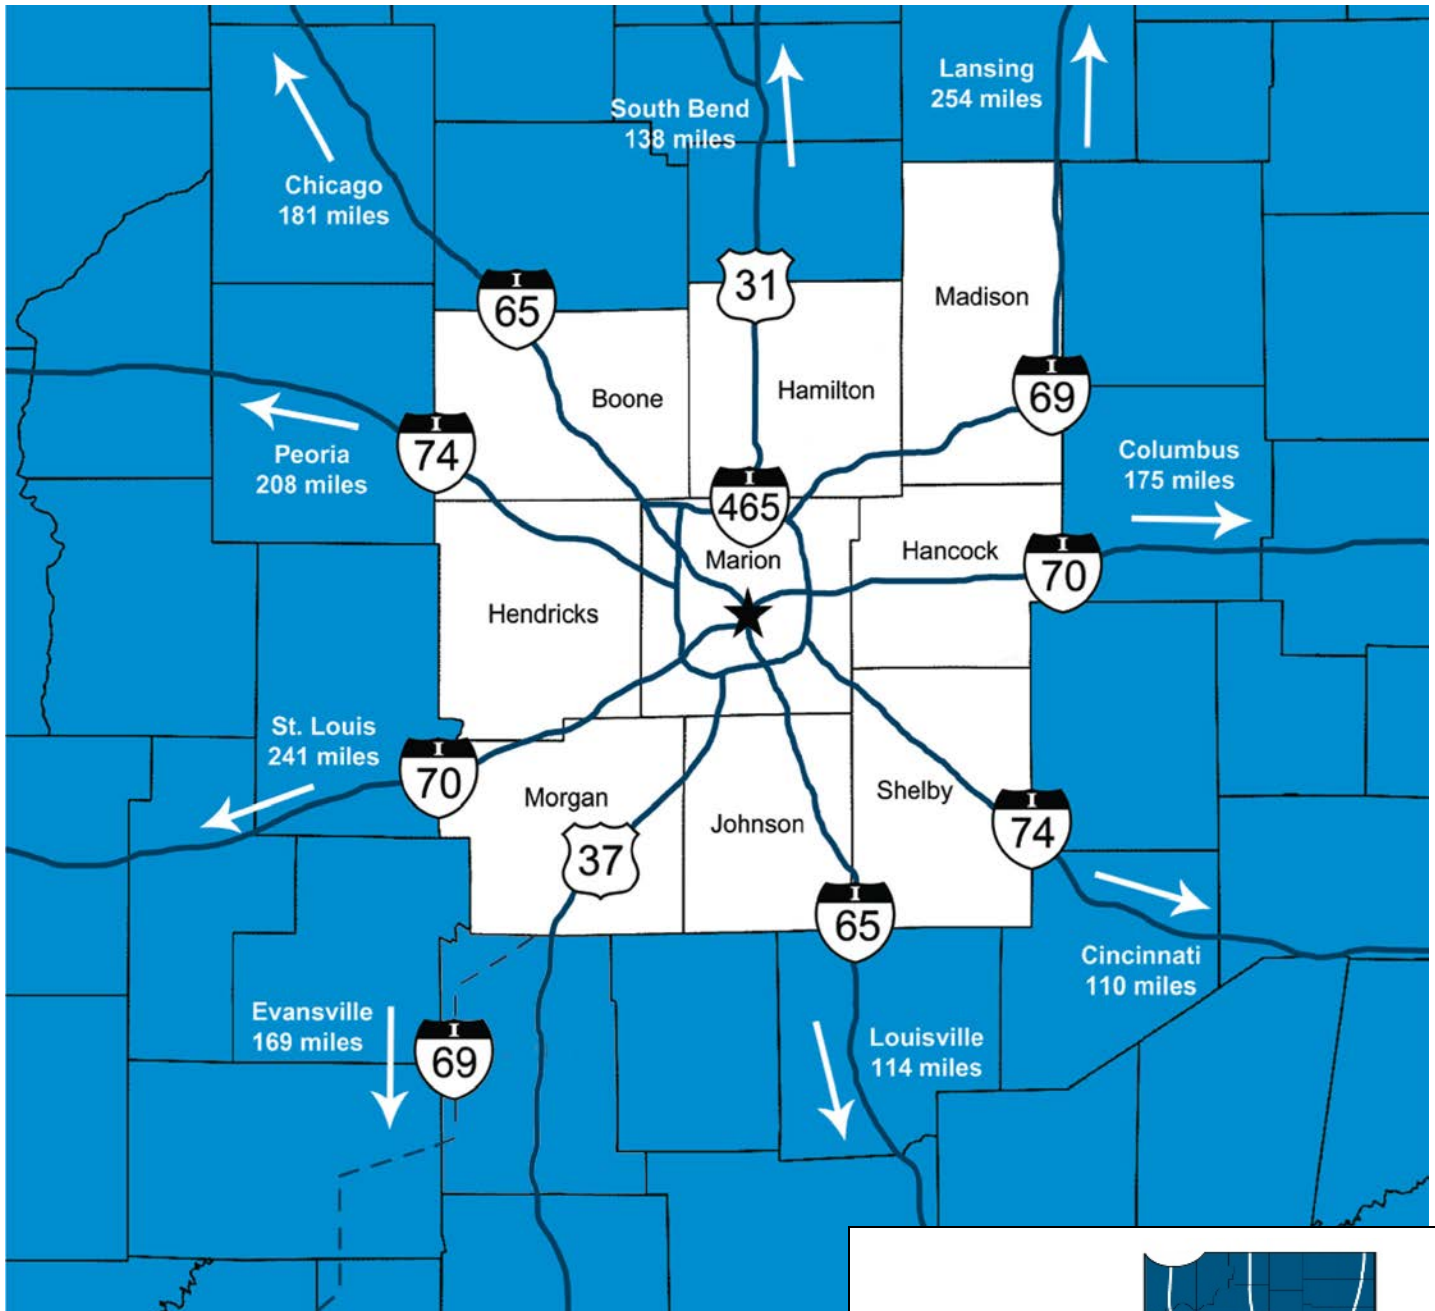 Lansing
254 miles
South Bend
138 miles
Chicago
181 miles
I
65
31
Madison
Boone
Hamilton
I
69
I
74
Peoria
208 miles
Columbus
175 miles
I
465
Marion
Hancock
I
70
Hendricks
St. Louis
241 miles
I
70
Morgan
Johnson
Shelby
I
74
37
I
65
Cincinnati
110 miles
Evansville
169 miles
I
69
Louisville
114 miles